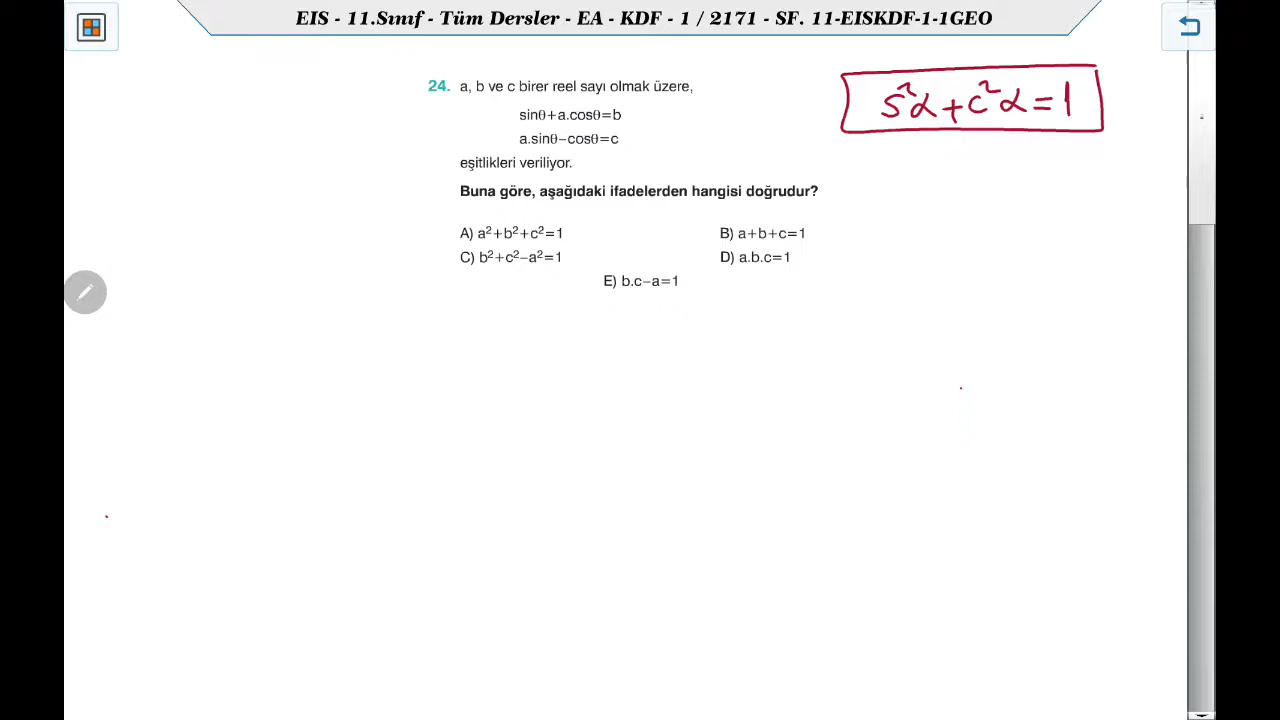 EIS - 11.Sınıf - Tüm Dersler - EA - KDF - 1 / 2171 - SF. 11-EISKDF-1-1GEO
24. a, b ve c birer reel sayı olmak üzere,
sinθ+a.cosθ=b
a.sinθ−cosθ=c
eşitlikleri veriliyor.
Buna göre, aşağıdaki ifadelerden hangisi doğrudur?
A) a²+b²+c²=1 B) a+b+c=1
C) b²+c²−a²=1 D) a.b.c=1
E) b.c−a=1
s²α+c²α=1